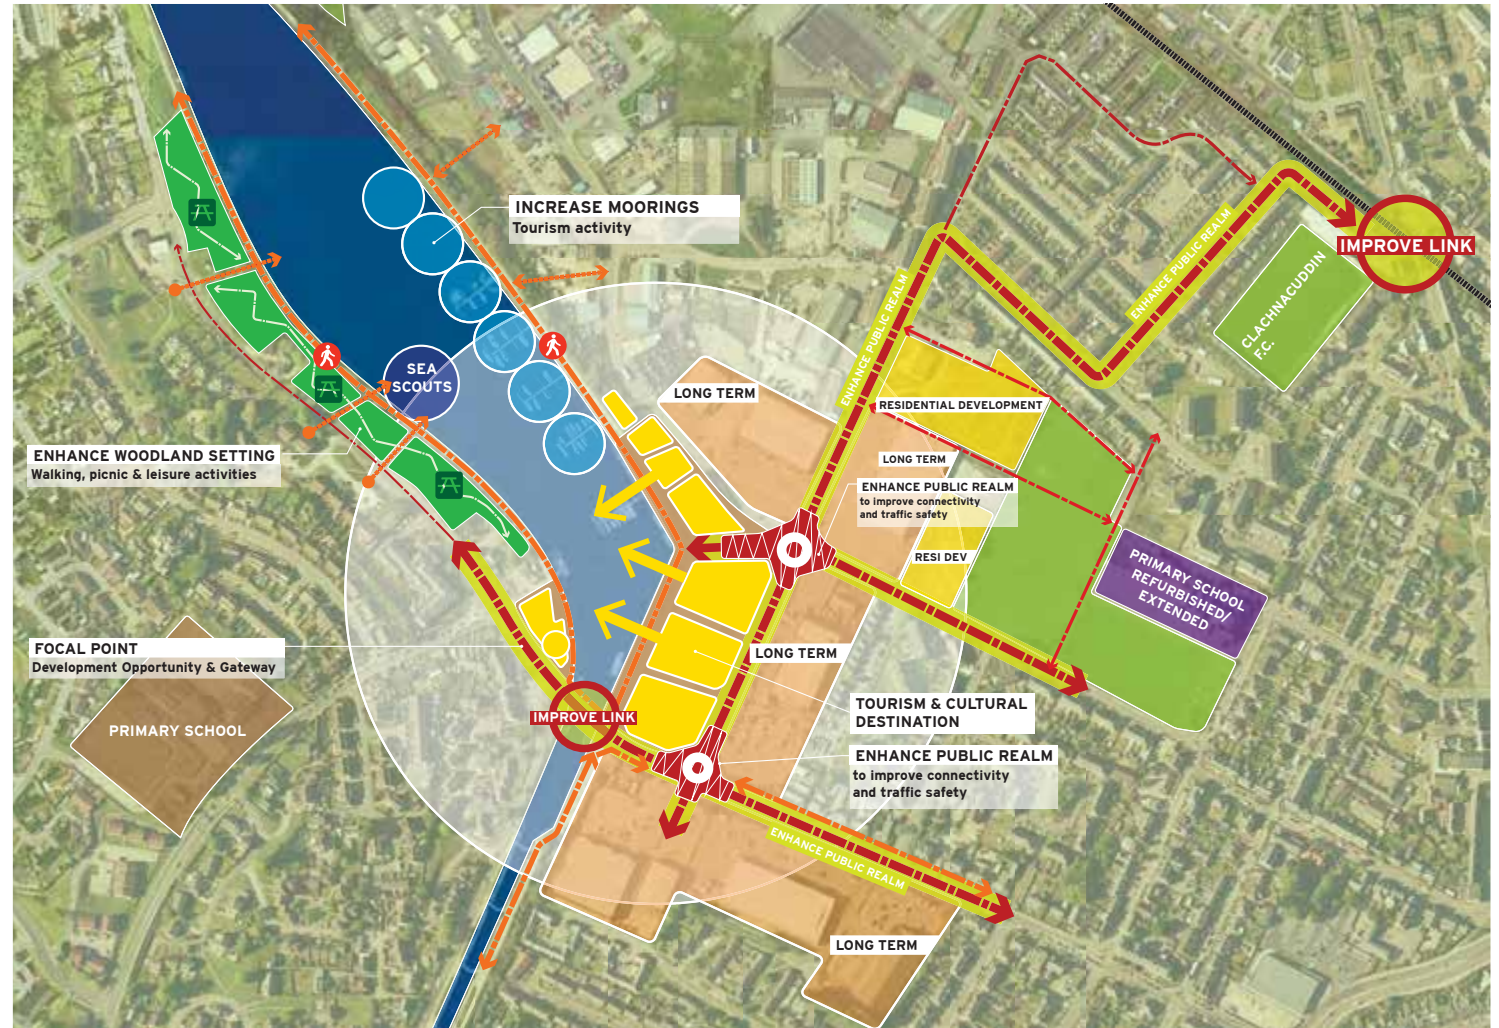 INCREASE MOORINGS
Tourism activity
ENHANCE PUBLIC REALM
ENHANCE PUBLIC REALM
IMPROVE LINK
CLACHNACUDDIN
F.C.
SEA
SCOUTS
LONG TERM
RESIDENTIAL DEVELOPMENT
ENHANCE WOODLAND SETTING
Walking, picnic & leisure activities
LONG TERM
ENHANCE PUBLIC REALM
to improve connectivity
and traffic safety
RESI DEV
PRIMARY SCHOOL
REFURBISHED/
EXTENDED
FOCAL POINT
Development Opportunity & Gateway
LONG TERM
PRIMARY SCHOOL
IMPROVE LINK
TOURISM & CULTURAL
DESTINATION
ENHANCE PUBLIC REALM
to improve connectivity
and traffic safety
ENHANCE PUBLIC REALM
LONG TERM